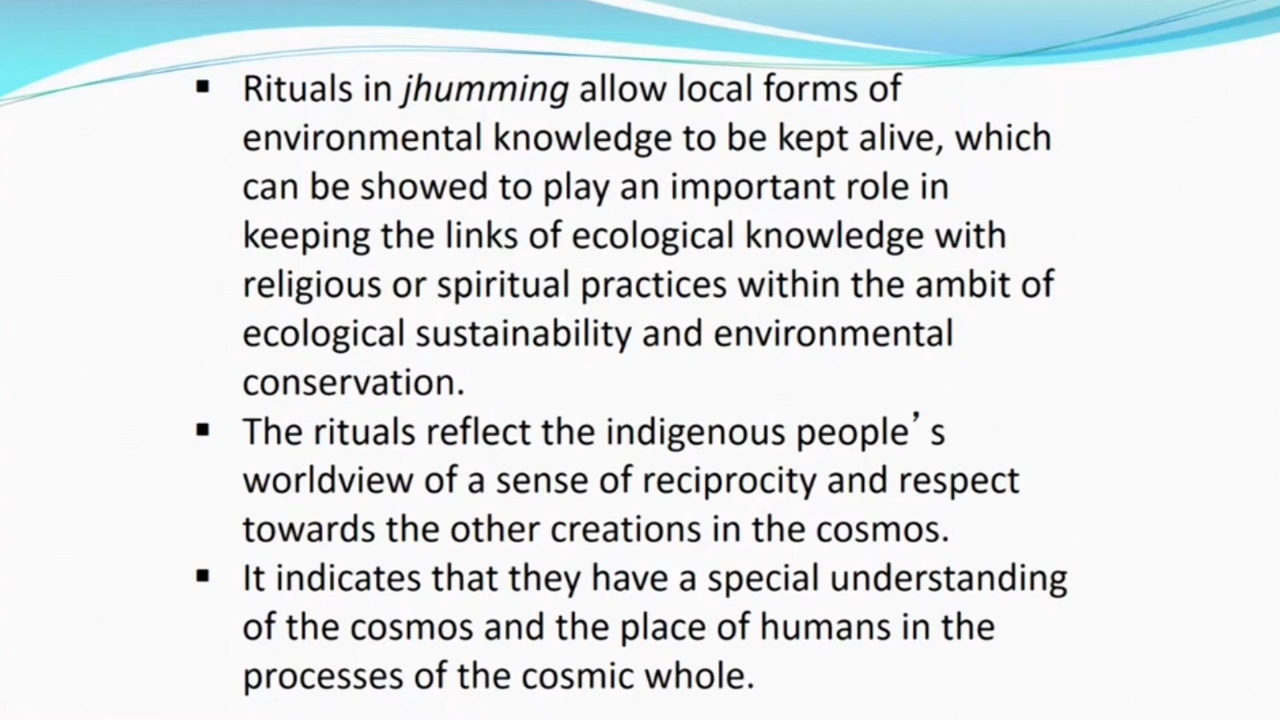 ▪ Rituals in jhumming allow local forms of
environmental knowledge to be kept alive, which
can be showed to play an important role in
keeping the links of ecological knowledge with
religious or spiritual practices within the ambit of
ecological sustainability and environmental
conservation.
▪ The rituals reflect the indigenous people’ s
worldview of a sense of reciprocity and respect
towards the other creations in the cosmos.
▪ It indicates that they have a special understanding
of the cosmos and the place of humans in the
processes of the cosmic whole.